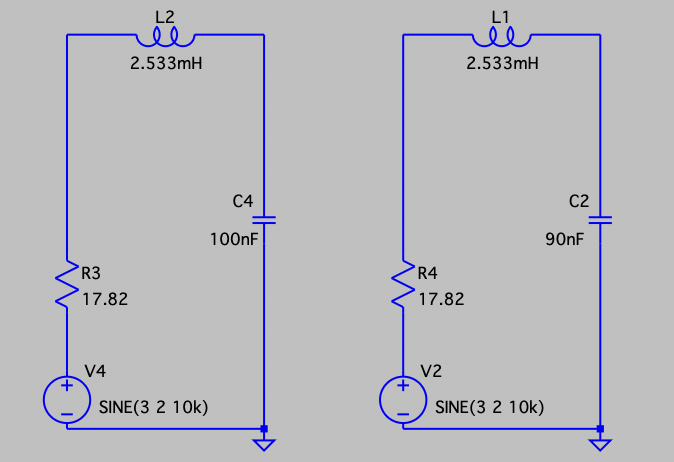 L2
2.533mH
C4
100nF
R3
17.82
V4
SINE(3 2 10k)
L1
2.533mH
C2
90nF
R4
17.82
V2
SINE(3 2 10k)